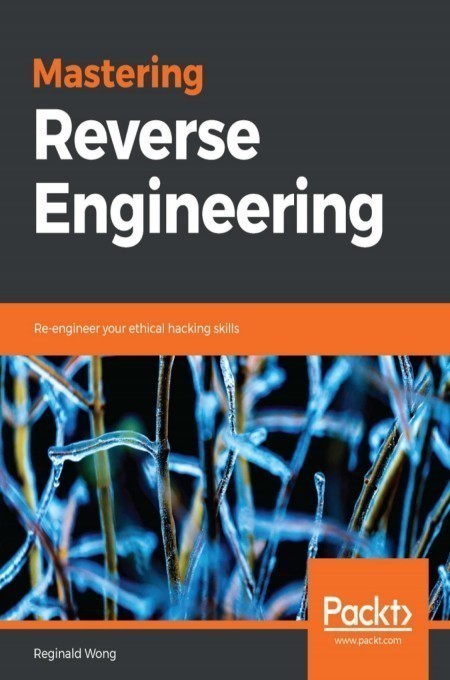 Mastering
Reverse
Engineering
Re-engineer your ethical hacking skills
Packt>
www.packt.com
Reginald Wong